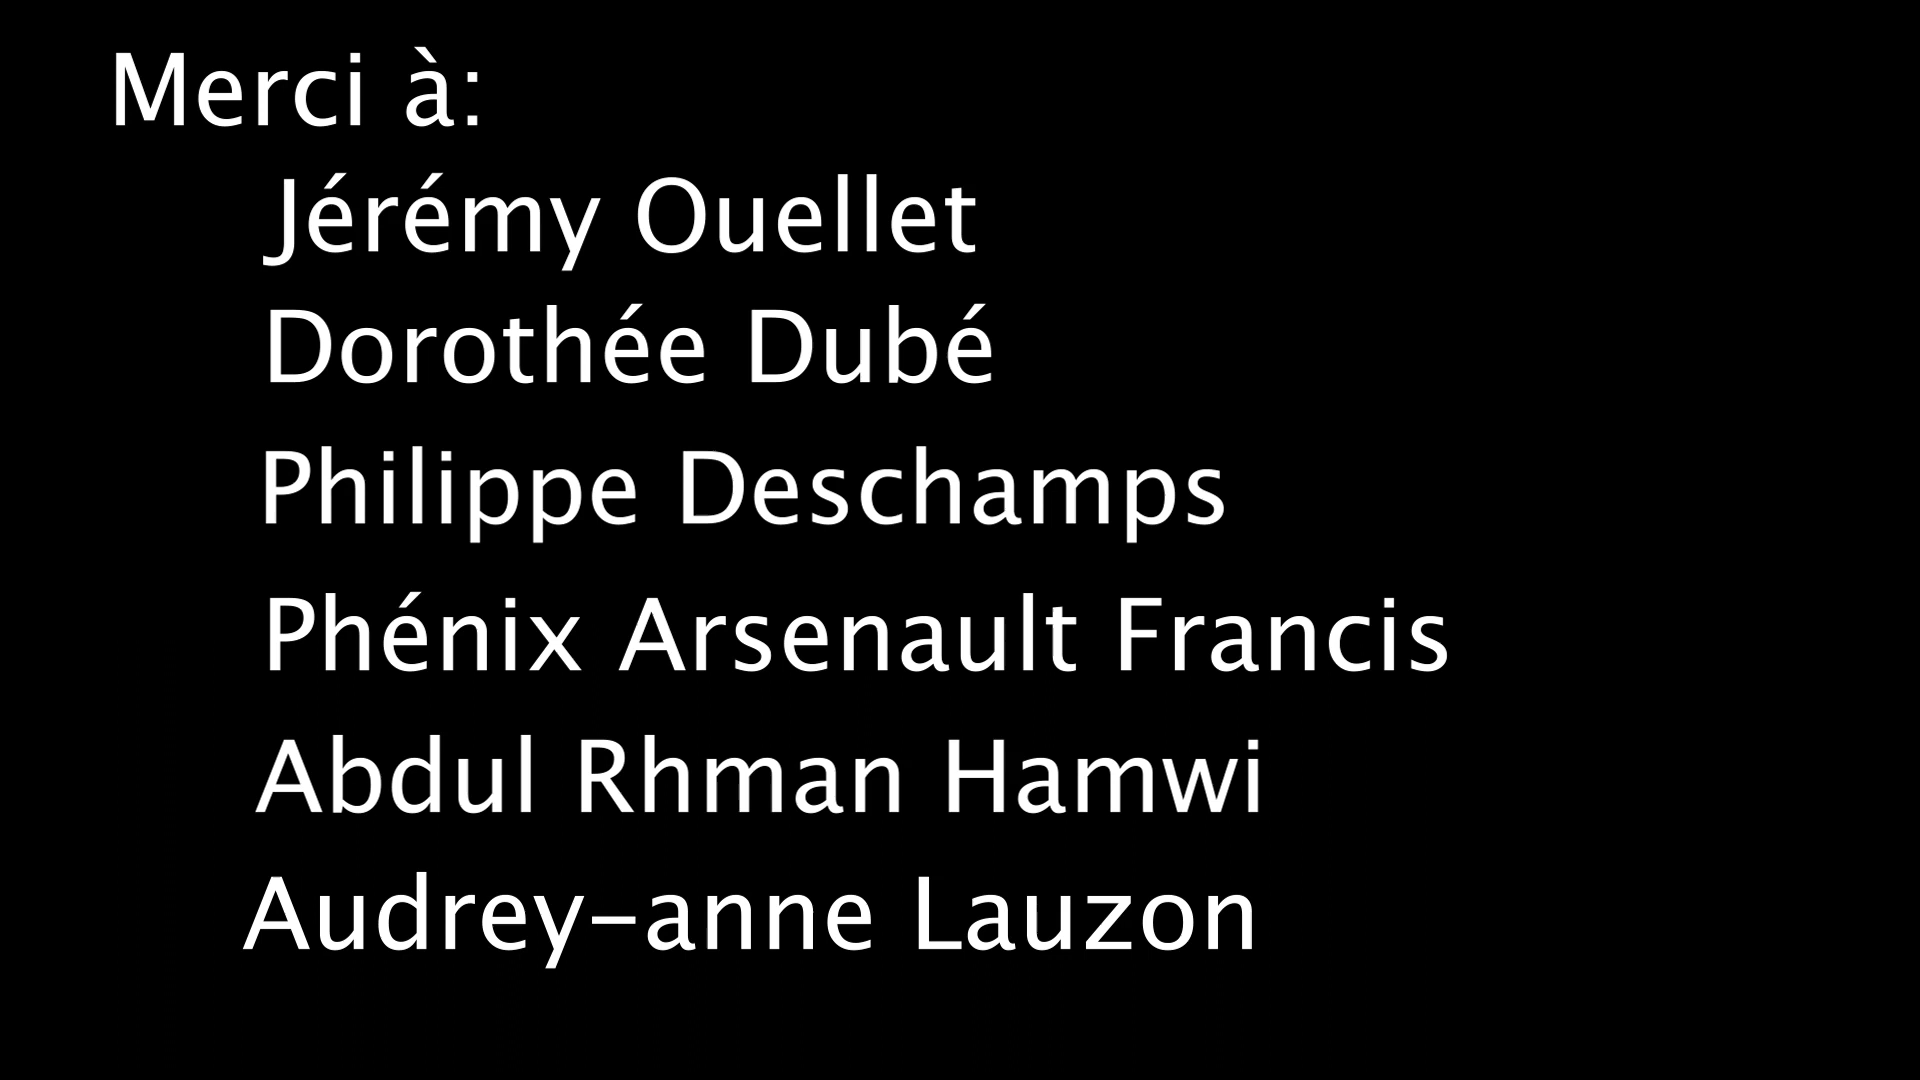 Merci à:
Jérémy Ouellet
Dorothée Dubé
Philippe Deschamps
Phénix Arsenault Francis
Abdul Rhman Hamwi
Audrey-anne Lauzon